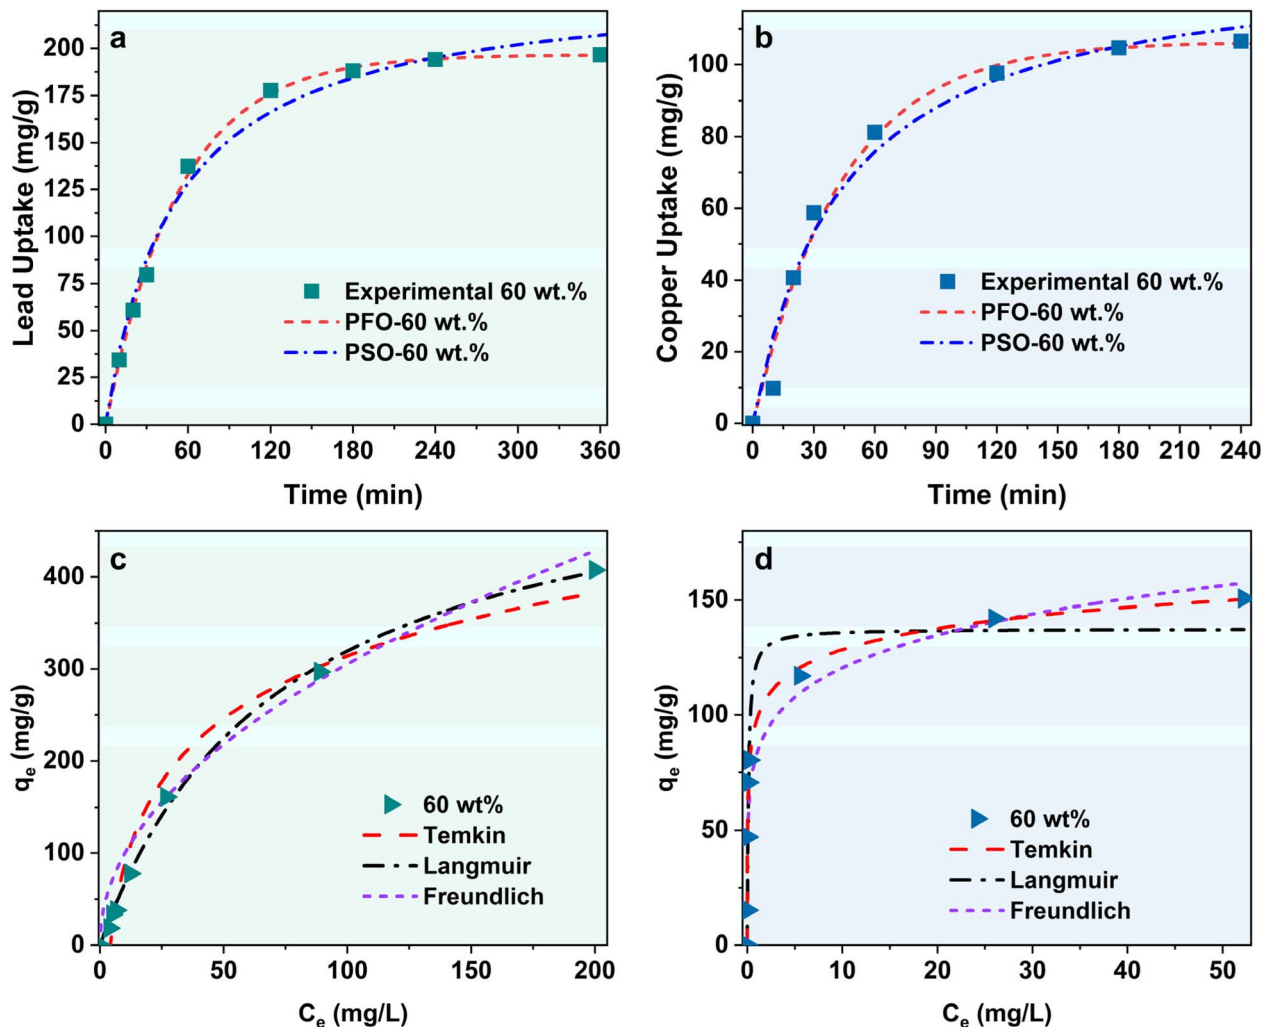 a
Lead Uptake (mg/g)
200
175
150
125
100
75
50
25
0
Experimental 60 wt.%
PFO-60 wt.%
PSO-60 wt.%
0 60 120 180 240 300 360
Time (min)
b
Copper Uptake (mg/g)
100
80
60
40
20
0
Experimental 60 wt.%
PFO-60 wt.%
PSO-60 wt.%
0 30 60 90 120 150 180 210 240
Time (min)
c
qe (mg/g)
400
300
200
100
0
60 wt%
Temkin
Langmuir
Freundlich
0 50 100 150 200
Ce (mg/L)
d
qe (mg/g)
150
100
50
0
60 wt%
Temkin
Langmuir
Freundlich
0 10 20 30 40 50
Ce (mg/L)